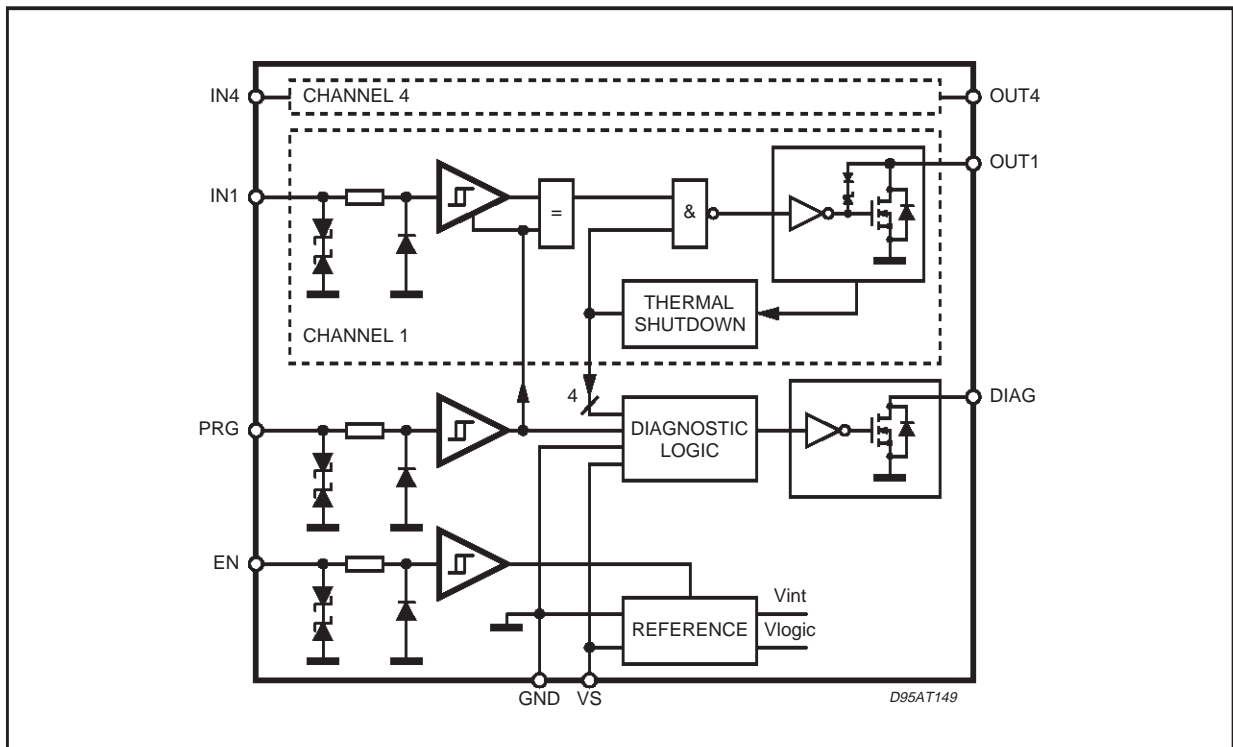 IN4
CHANNEL 4
OUT4
OUT1
IN1
=
&
THERMAL
SHUTDOWN
CHANNEL 1
4
DIAG
PRG
DIAGNOSTIC
LOGIC
EN
Vint
REFERENCE
Vlogic
GND
VS
D95AT149